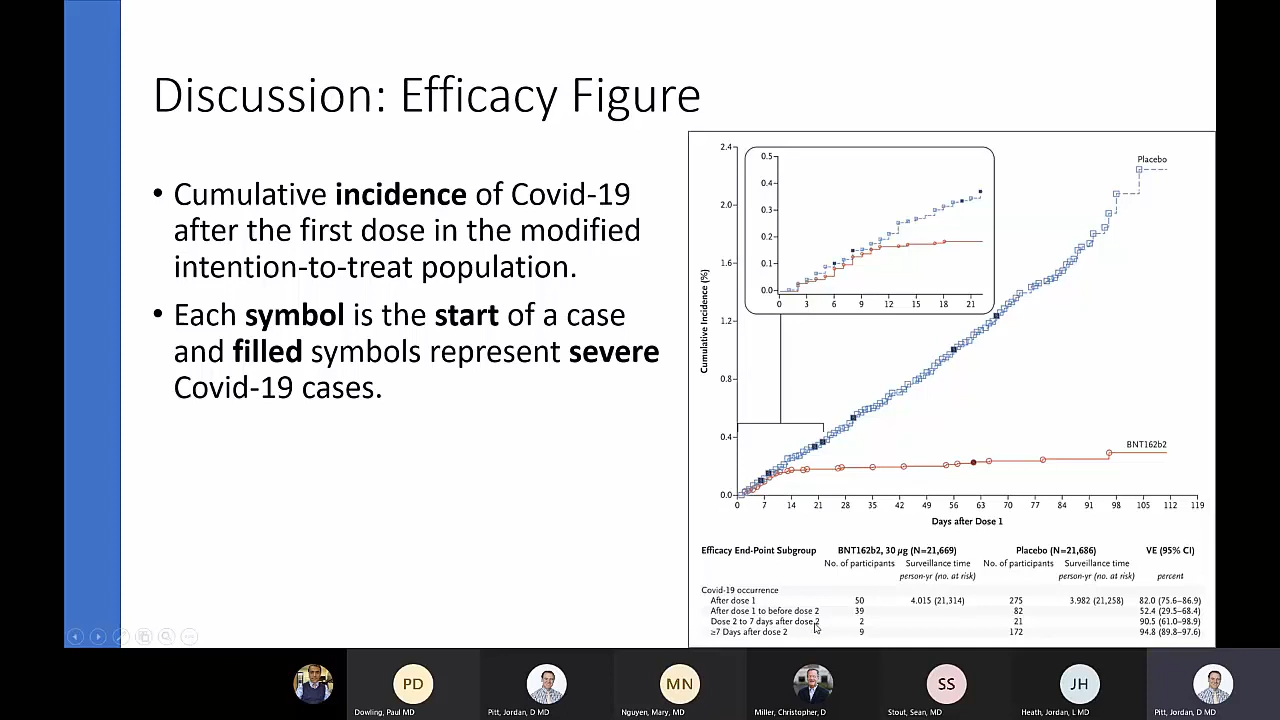 Discussion: Efficacy Figure
• Cumulative incidence of Covid-19
after the first dose in the modified
intention-to-treat population.
• Each symbol is the start of a case
and filled symbols represent severe
Covid-19 cases.
2.4
2.0
1.6
1.2
0.8
0.4
0.0
Cumulative Incidence (%)
0.5
0.4
0.3
0.2
0.1
0.0
0 3 6 9 12 15 18 21
Placebo
BNT162b2
0 7 14 21 28 35 42 49 56 63 70 77 84 91 98 105 112 119
Days after Dose 1
Efficacy End-Point Subgroup BNT162b2, 30 μg (N=21,669) Placebo (N=21,686) VE (95% CI)
No. of participants Surveillance time No. of participants Surveillance time
person-yr (no. at risk) person-yr (no. at risk) percent
Covid-19 occurrence
After dose 1 50 4.015 (21,314) 275 3.982 (21,258) 82.0 (75.6–86.9)
After dose 1 to before dose 2 39 82 52.4 (29.5–68.4)
Dose 2 to 7 days after dose 2 2 21 90.5 (61.0–98.9)
≥7 Days after dose 2 9 172 94.8 (89.8–97.6)
PD MN SS JH
Dowling, Paul MD Pitt, Jordan, D MD Nguyen, Mary, MD Miller, Christopher, D Stout, Sean, MD Heath, Jordan, L MD Pitt, Jordan, D MD